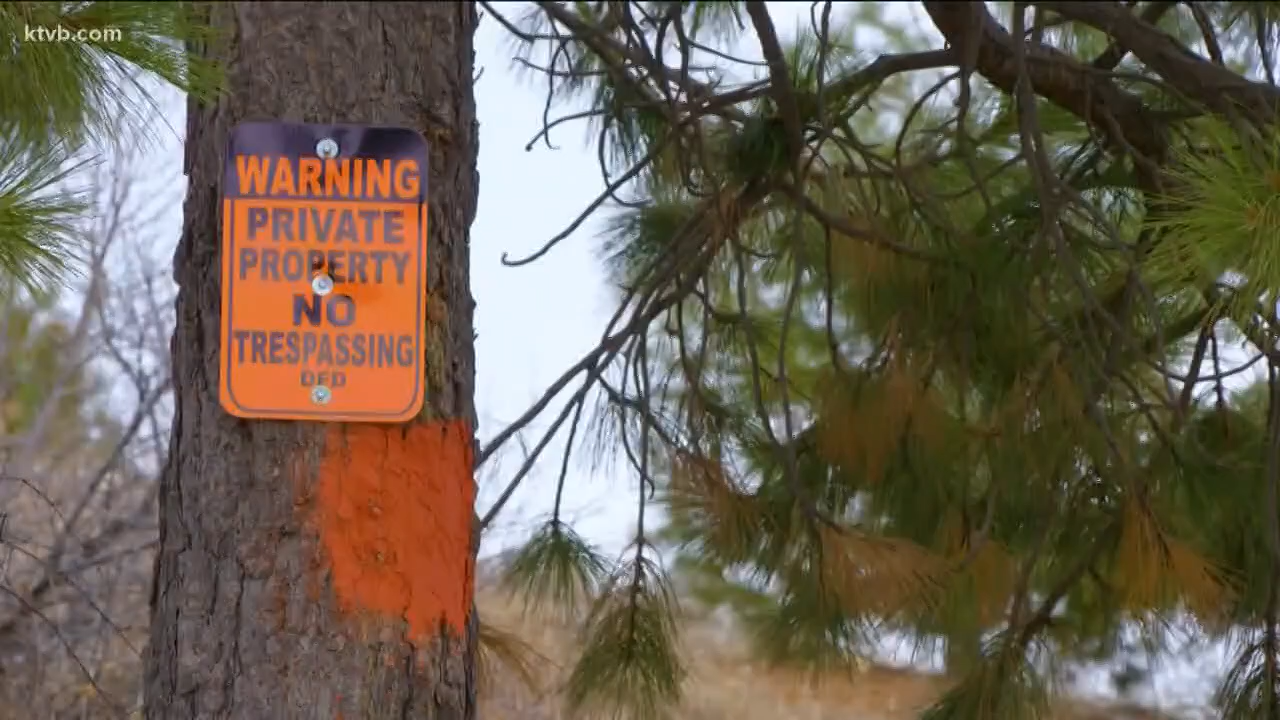 ktvb.com
WARNING
PRIVATE
PROPERTY
NO
TRESPASSING
DFD